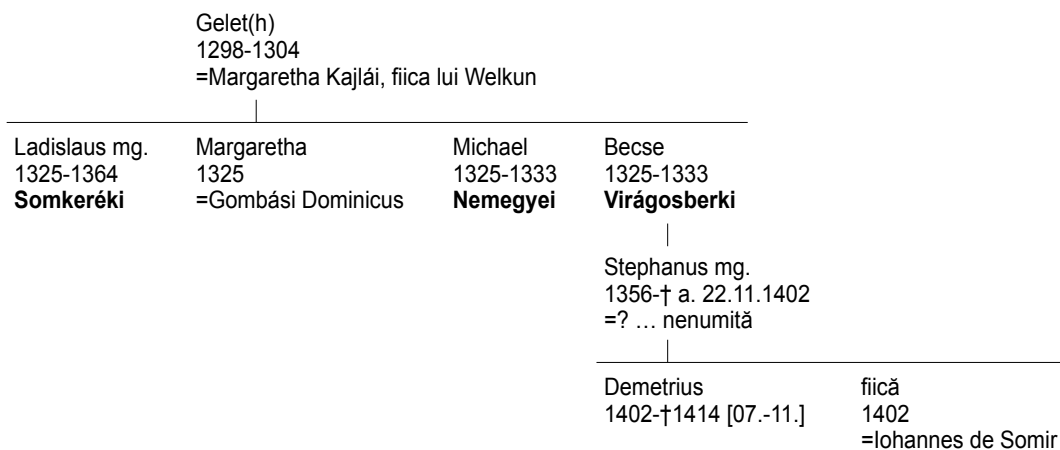 Gelet(h)
1298-1304
=Margaretha Kajlái, fiica lui Welkun
Ladislaus mg.
1325-1364
Somkeréki
Margaretha
1325
=Gombási Dominicus
Michael
1325-1333
Nemegyei
Becse
1325-1333
Virágosberki
Stephanus mg.
1356-† a. 22.11.1402
=? … nenumită
Demetrius
1402-†1414 [07.-11.]
fiică
1402
=Iohannes de Somir